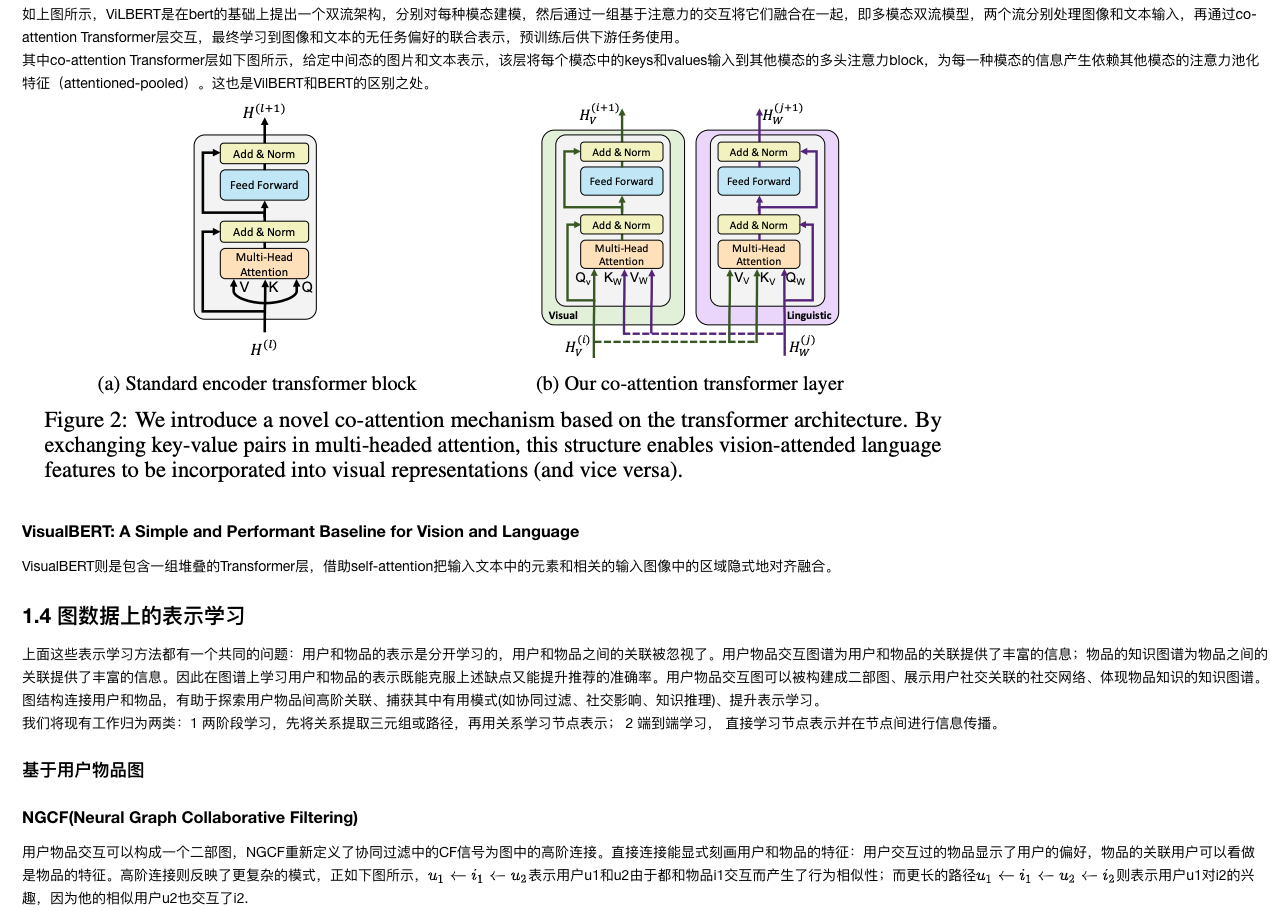 如上图所示，ViLBERT是在bert的基础上提出一个双流架构，分别对每种模态建模，然后通过一组基于注意力的交互将它们融合在一起，即多模态双流模型，两个流分别处理图像和文本输入，再通过co-
attention Transformer层交互，最终学习到图像和文本的无任务偏好的联合表示，预训练后供下游任务使用。
其中co-attention Transformer层如下图所示，给定中间态的图片和文本表示，该层将每个模态中的keys和values输入到其他模态的多头注意力block，为每一种模态的信息产生依赖其他模态的注意力池化
特征（attentioned-pooled）。这也是VilBERT和BERT的区别之处。
H^(l+1)
Add & Norm
Feed Forward
Add & Norm
Multi-Head
Attention
V K Q
H^(l)
(a) Standard encoder transformer block
H_V^(i+1)
Add & Norm
Feed Forward
Add & Norm
Multi-Head
Attention
Q_V K_W V_W
Visual
H_V^(i)
H_W^(j+1)
Add & Norm
Feed Forward
Add & Norm
Multi-Head
Attention
V_V K_V Q_W
Linguistic
H_W^(j)
(b) Our co-attention transformer layer
Figure 2: We introduce a novel co-attention mechanism based on the transformer architecture. By
exchanging key-value pairs in multi-headed attention, this structure enables vision-attended language
features to be incorporated into visual representations (and vice versa).
VisualBERT: A Simple and Performant Baseline for Vision and Language
VisualBERT则是包含一组堆叠的Transformer层，借助self-attention把输入文本中的元素和相关的输入图像中的区域隐式地对齐融合。
1.4 图数据上的表示学习
上面这些表示学习方法都有一个共同的问题：用户和物品的表示是分开学习的，用户和物品之间的关联被忽视了。用户物品交互图谱为用户和物品的关联提供了丰富的信息；物品的知识图谱为物品之间的
关联提供了丰富的信息。因此在图谱上学习用户和物品的表示既能克服上述缺点又能提升推荐的准确率。用户物品交互图可以被构建成二部图、展示用户社交关联的社交网络、体现物品知识的知识图谱。
图结构连接用户和物品，有助于探索用户物品间高阶关联、捕获其中有用模式(如协同过滤、社交影响、知识推理)、提升表示学习。
我们将现有工作归为两类：1 两阶段学习，先将关系提取三元组或路径，再用关系学习节点表示； 2 端到端学习， 直接学习节点表示并在节点间进行信息传播。
基于用户物品图
NGCF(Neural Graph Collaborative Filtering)
用户物品交互可以构成一个二部图，NGCF重新定义了协同过滤中的CF信号为图中的高阶连接。直接连接能显式刻画用户和物品的特征：用户交互过的物品显示了用户的偏好，物品的关联用户可以看做
是物品的特征。高阶连接则反映了更复杂的模式，正如下图所示，u₁ ← i₁ ← u₂表示用户u1和u2由于都和物品i1交互而产生了行为相似性；而更长的路径u₁ ← i₁ ← u₂ ← i₂则表示用户u1对i2的兴
趣，因为他的相似用户u2也交互了i2.